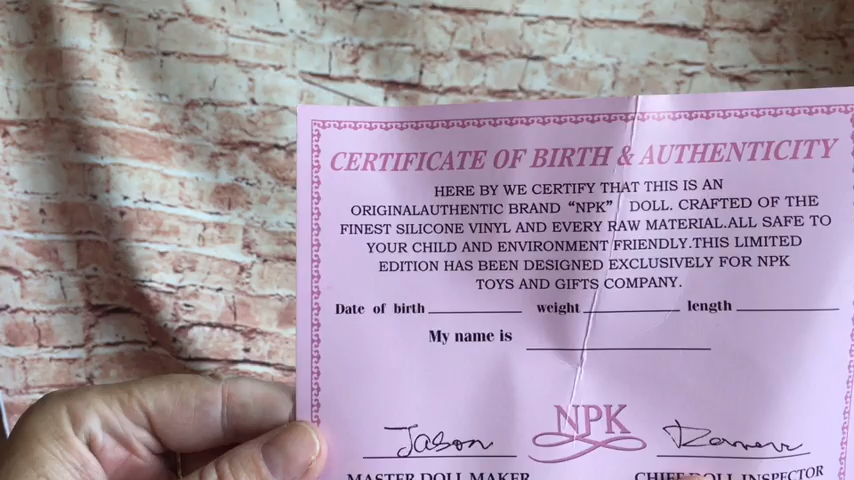 CERTIFICATE OF BIRTH & AUTHENTICITY
HERE BY WE CERTIFY THAT THIS IS AN
ORIGINALAUTHENTIC BRAND “NPK” DOLL. CRAFTED OF THE
FINEST SILICONE VINYL AND EVERY RAW MATERIAL.ALL SAFE TO
YOUR CHILD AND ENVIRONMENT FRIENDLY.THIS LIMITED
EDITION HAS BEEN DESIGNED EXCLUSIVELY FOR NPK
TOYS AND GIFTS COMPANY.
Date of birth weight length
My name is
NPK
Jason
MASTER DOLL MAKER CHIEF DOLL INSPECTOR